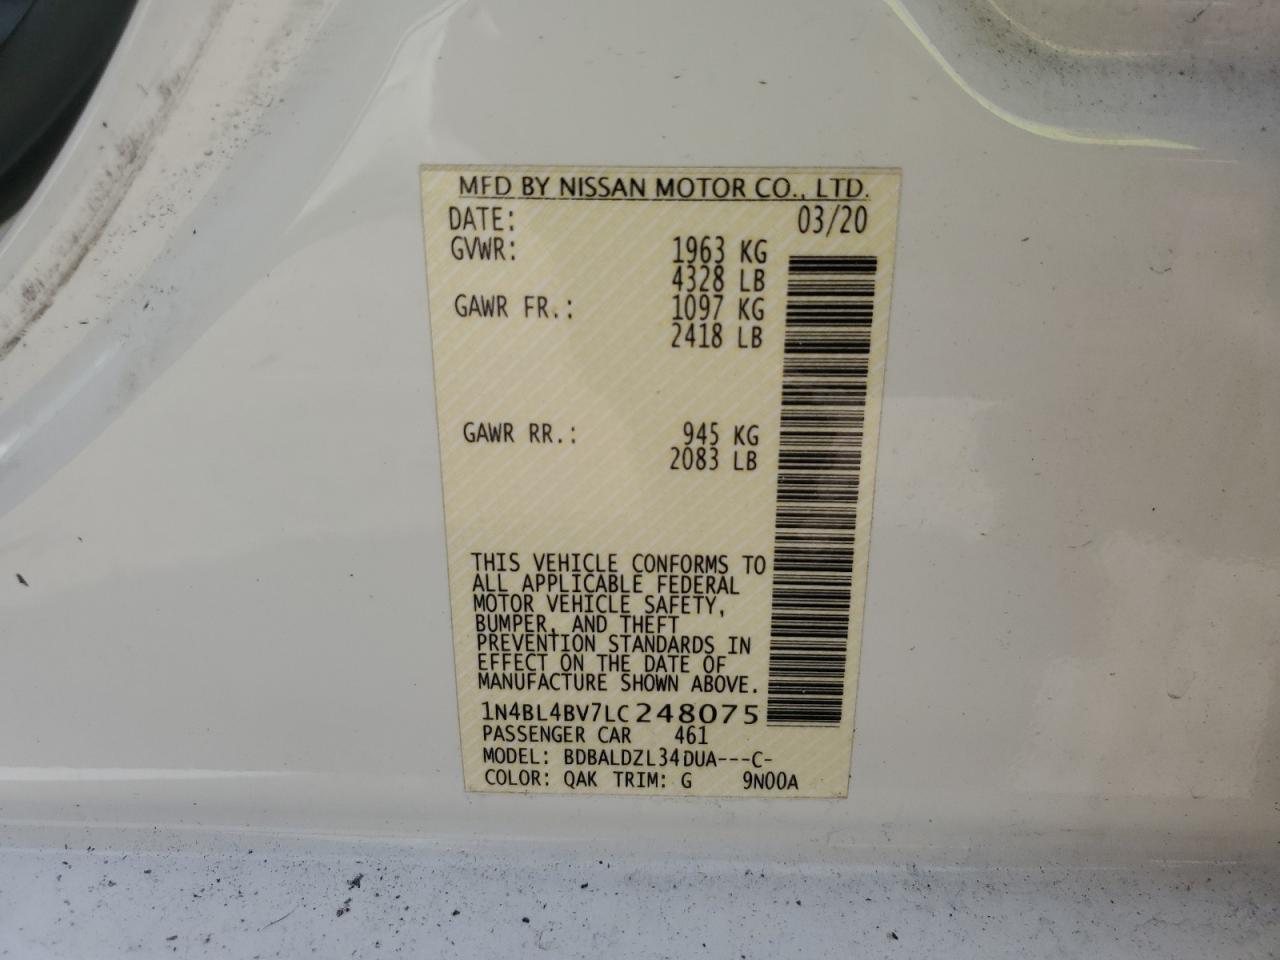 MFD BY NISSAN MOTOR CO., LTD.
DATE: 03/20
GVWR: 1963 KG
4328 LB
GAWR FR.: 1097 KG
2418 LB
GAWR RR.: 945 KG
2083 LB
THIS VEHICLE CONFORMS TO
ALL APPLICABLE FEDERAL
MOTOR VEHICLE SAFETY,
BUMPER, AND THEFT
PREVENTION STANDARDS IN
EFFECT ON THE DATE OF
MANUFACTURE SHOWN ABOVE.
1N4BL4BV7LC248075
PASSENGER CAR 461
MODEL: BDBALDZL34DUA---C-
COLOR: QAK TRIM: G 9N00A